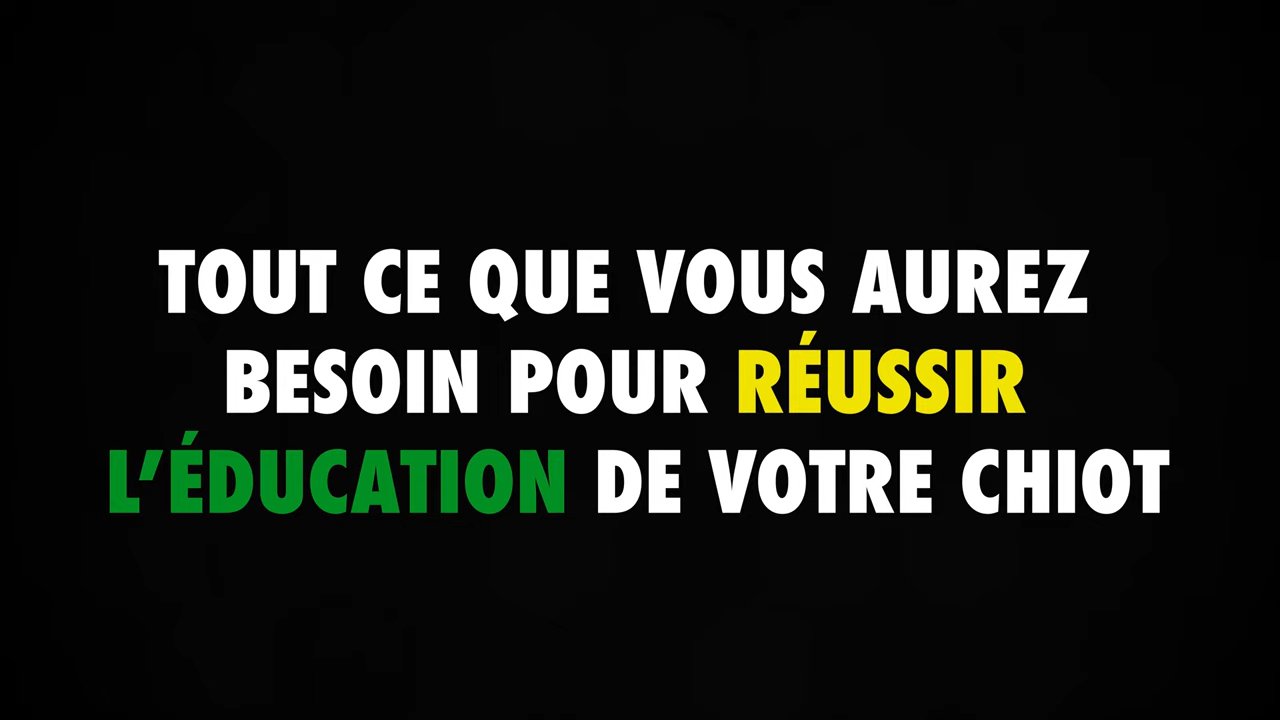 TOUT CE QUE VOUS AUREZ
BESOIN POUR RÉUSSIR
L’ÉDUCATION DE VOTRE CHIOT